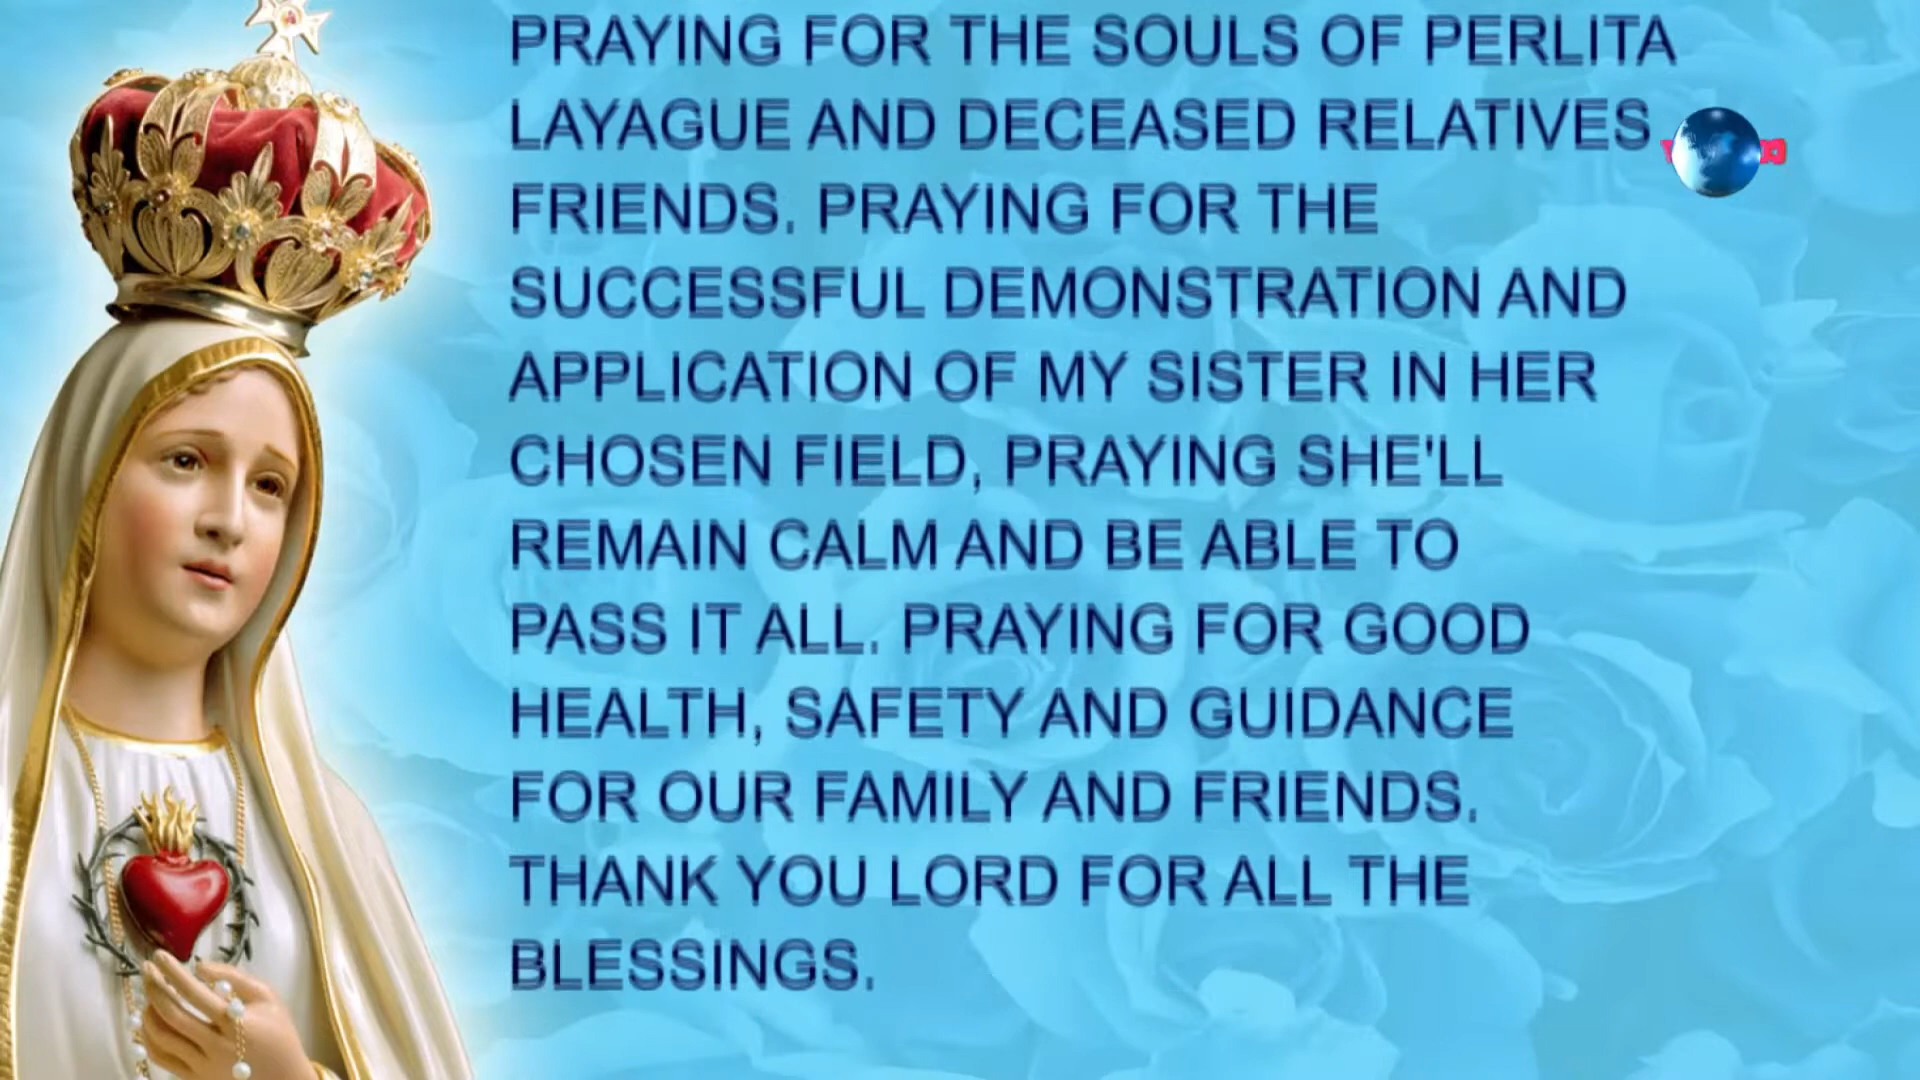 PRAYING FOR THE SOULS OF PERLITA
LAYAGUE AND DECEASED RELATIVES
FRIENDS. PRAYING FOR THE
SUCCESSFUL DEMONSTRATION AND
APPLICATION OF MY SISTER IN HER
CHOSEN FIELD, PRAYING SHE'LL
REMAIN CALM AND BE ABLE TO
PASS IT ALL. PRAYING FOR GOOD
HEALTH, SAFETY AND GUIDANCE
FOR OUR FAMILY AND FRIENDS.
THANK YOU LORD FOR ALL THE
BLESSINGS.